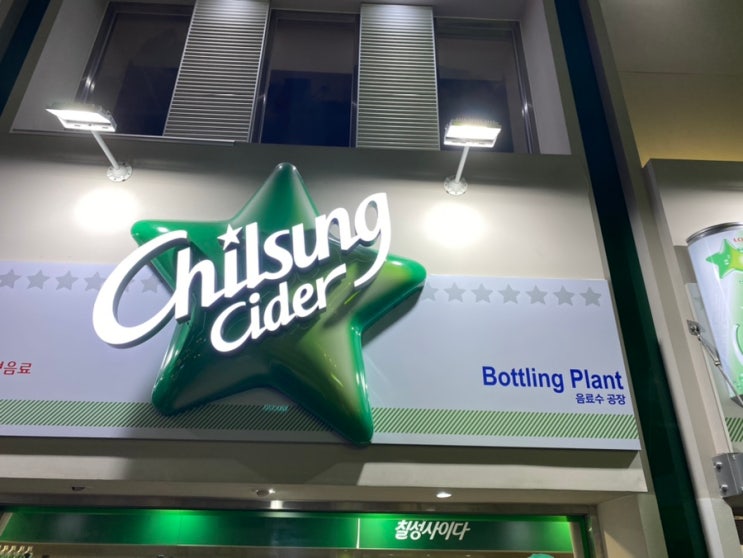 Chilsung
Cider
음료
Bottling Plant
음료수 공장
칠성사이다